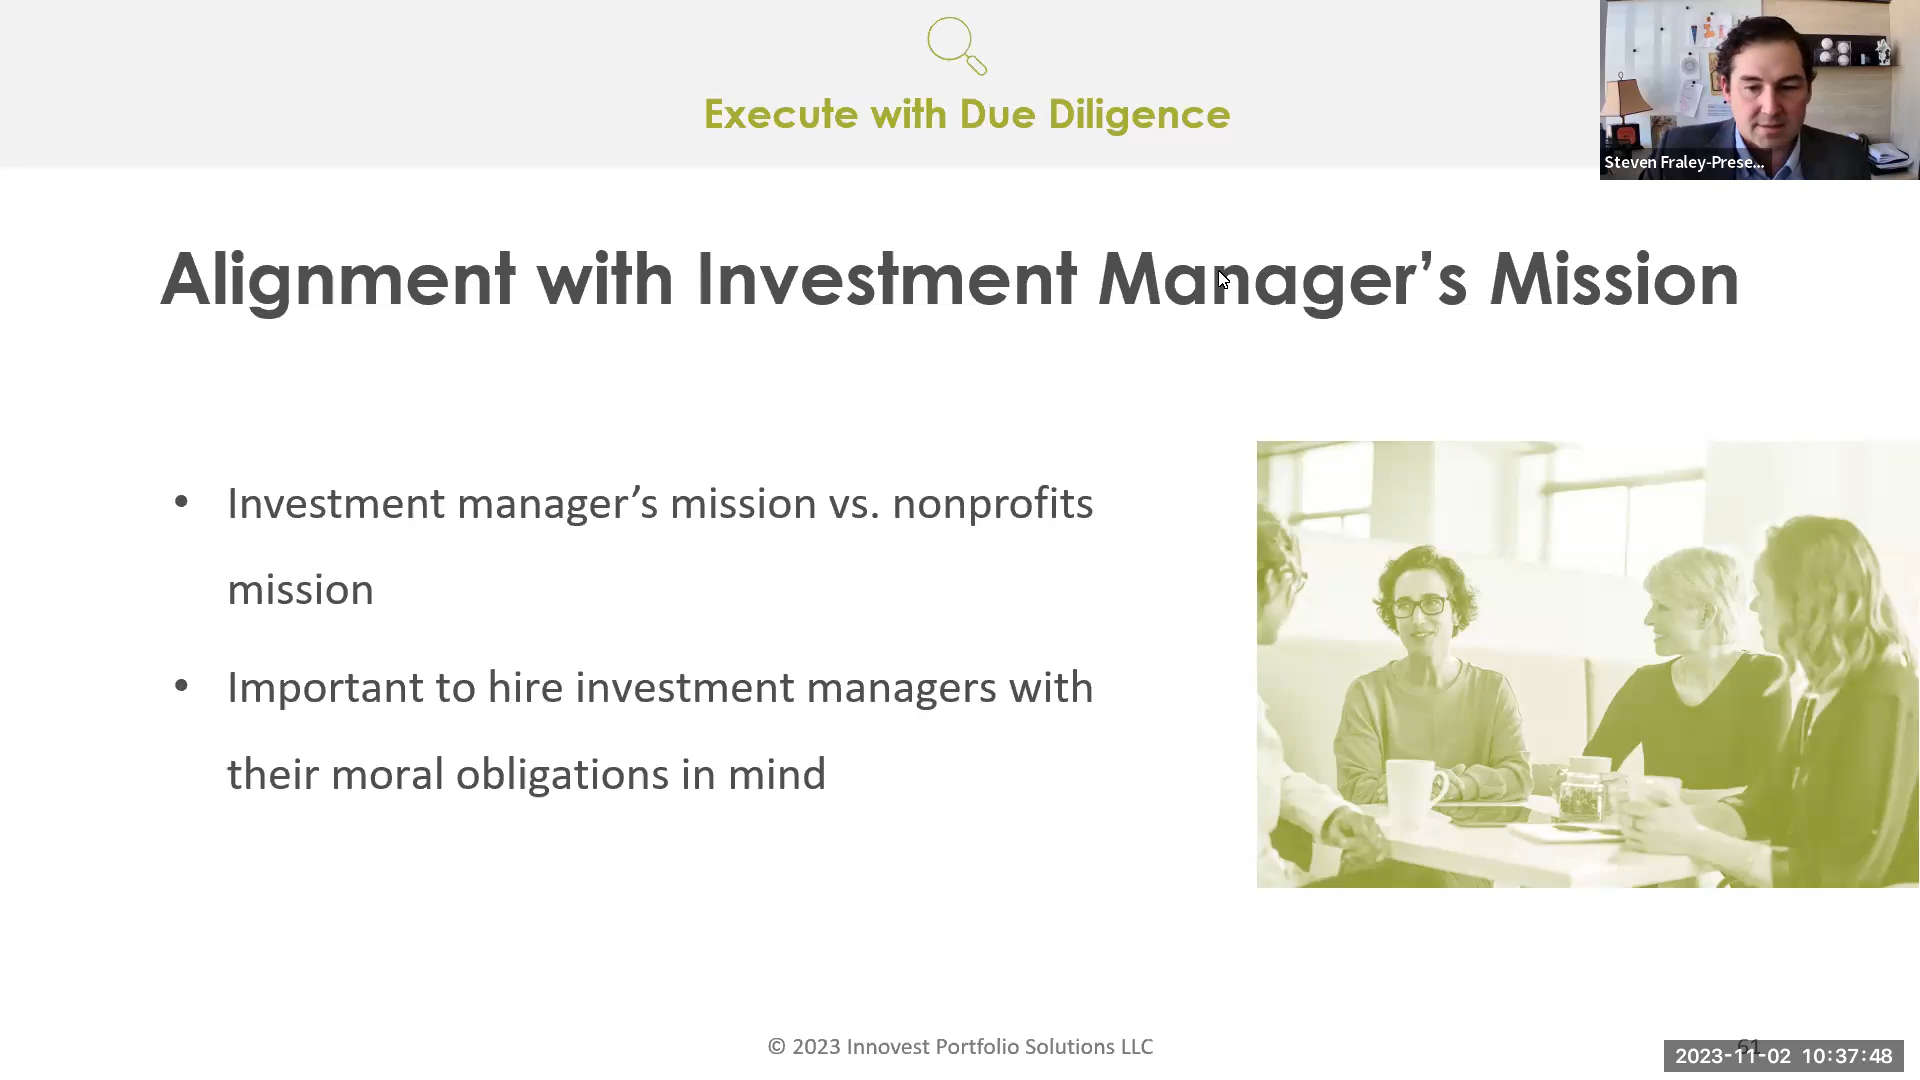 Execute with Due Diligence
Steven Fraley-Prese...
Alignment with Investment Manager’s Mission
• Investment manager’s mission vs. nonprofits
mission
• Important to hire investment managers with
their moral obligations in mind
© 2023 Innovest Portfolio Solutions LLC
61
2023-11-02 10:37:48